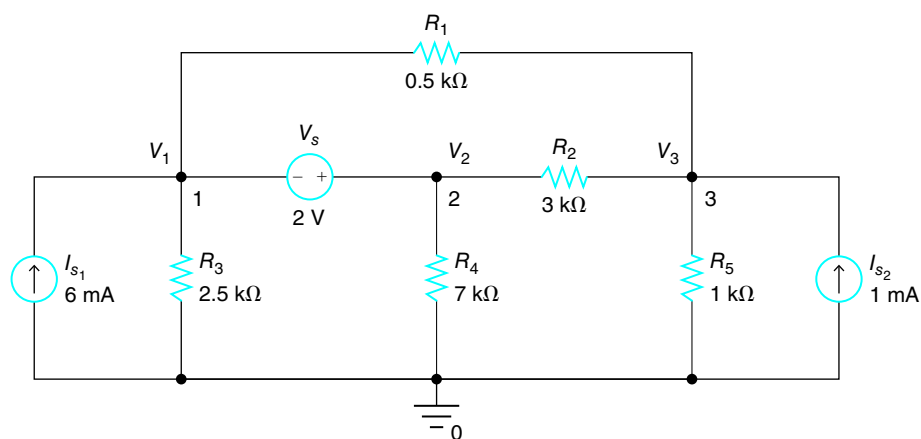 R1
0.5 kΩ
Vs
V1
V2
R2
V3
− +
1
2
3
2 V
3 kΩ
Is1
6 mA
R3
2.5 kΩ
R4
7 kΩ
R5
1 kΩ
Is2
1 mA
0